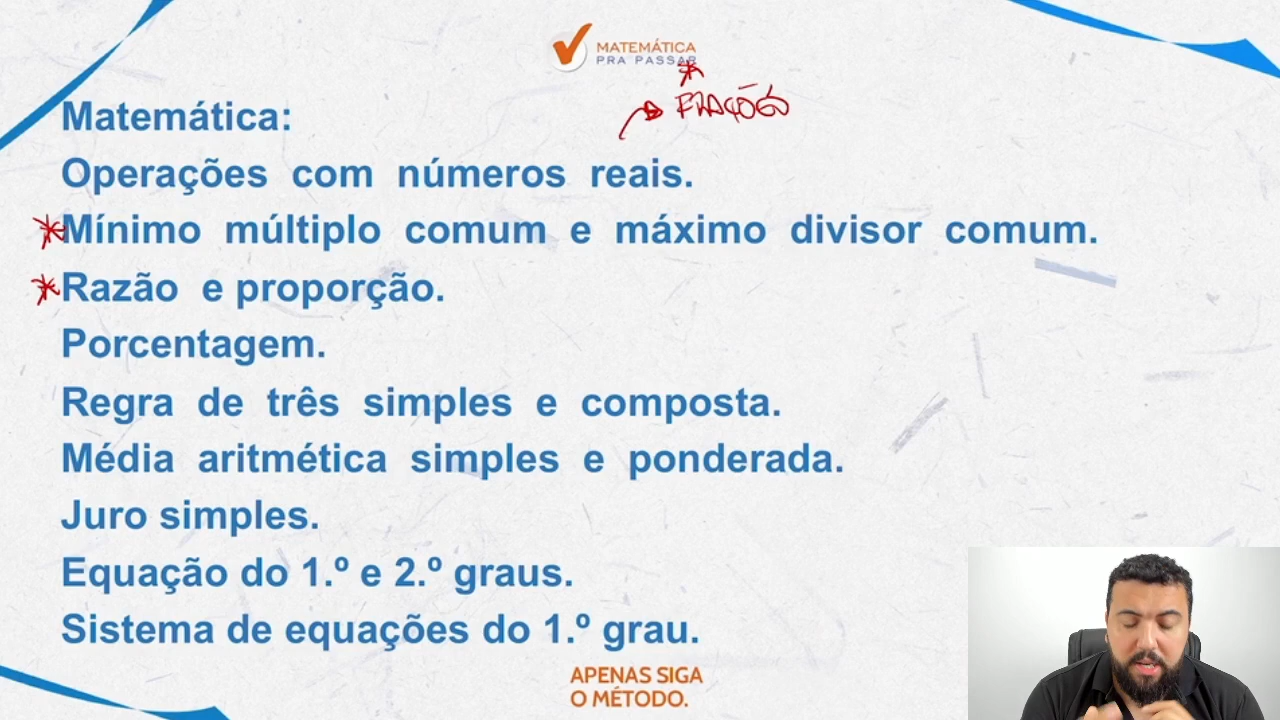 MATEMÁTICA
PRA PASSAR
* FRAÇÕES
Matemática:
Operações com números reais.
* Mínimo múltiplo comum e máximo divisor comum.
* Razão e proporção.
Porcentagem.
Regra de três simples e composta.
Média aritmética simples e ponderada.
Juro simples.
Equação do 1.º e 2.º graus.
Sistema de equações do 1.º grau.
APENAS SIGA
O MÉTODO.